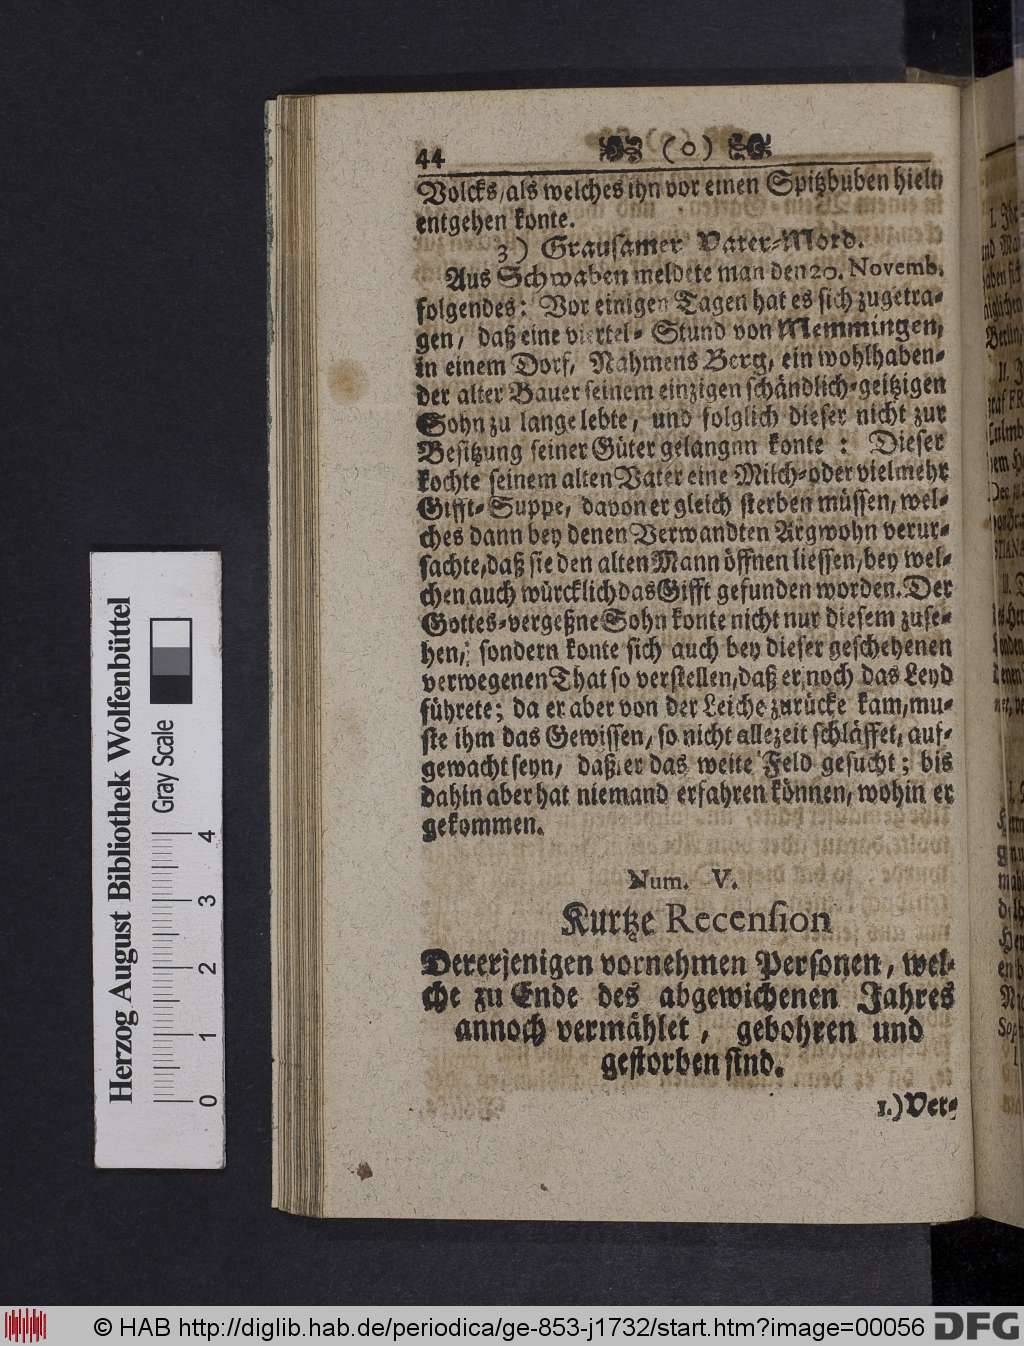 44 (0)
Volcks/als welches ihn vor einen Spitzbuben hielt/
entgehen konte.
3) Grausamer Vater-Mord.
Aus Schwaben meldete man den 20. Novemb.
folgendes: Vor einigen Tagen hat es sich zugetra-
gen, daß eine viertel-Stund von Memmingen,
in einem Dorf, Nahmens Berg, ein wohlhaben-
der alter Bauer seinem einzigen schändlich-geitzigen
Sohn zu lange lebte, und folglich dieser nicht zur
Besitzung seiner Güter gelangnn konte: Dieser
kochte seinem alten Vater eine Milch-oder vielmehr
Gifft-Suppe, davon er gleich sterben müssen, wel-
ches dann bey denen Verwandten Argwohn verur-
sachte, daß sie den alten Mann öffnen liessen, bey wel-
chen auch würcklich das Gifft gefunden worden. Der
Gottes-vergeßne Sohn konte nicht nur diesem zuse-
hen, sondern konte sich auch bey dieser geschehenen
verwegenen That so verstellen, daß er noch das Leyd
führete; da er aber von der Leiche zurücke kam, mu-
ste ihm das Gewissen, so nicht allezeit schläffet, auf-
gewacht seyn, daß er das weite Feld gesucht; bis
dahin aber hat niemand erfahren können, wohin er
gekommen.
Num. V.
Kurtze Recension
Dererjenigen vornehmen Personen, wel-
che zu Ende des abgewichenen Jahres
annoch vermählet, gebohren und
gestorben sind.
1.) Ver-
Herzog August Bibliothek Wolfenbüttel
Gray Scale
0 1 2 3 4
© HAB http://diglib.hab.de/periodica/ge-853-j1732/start.htm?image=00056
DFG